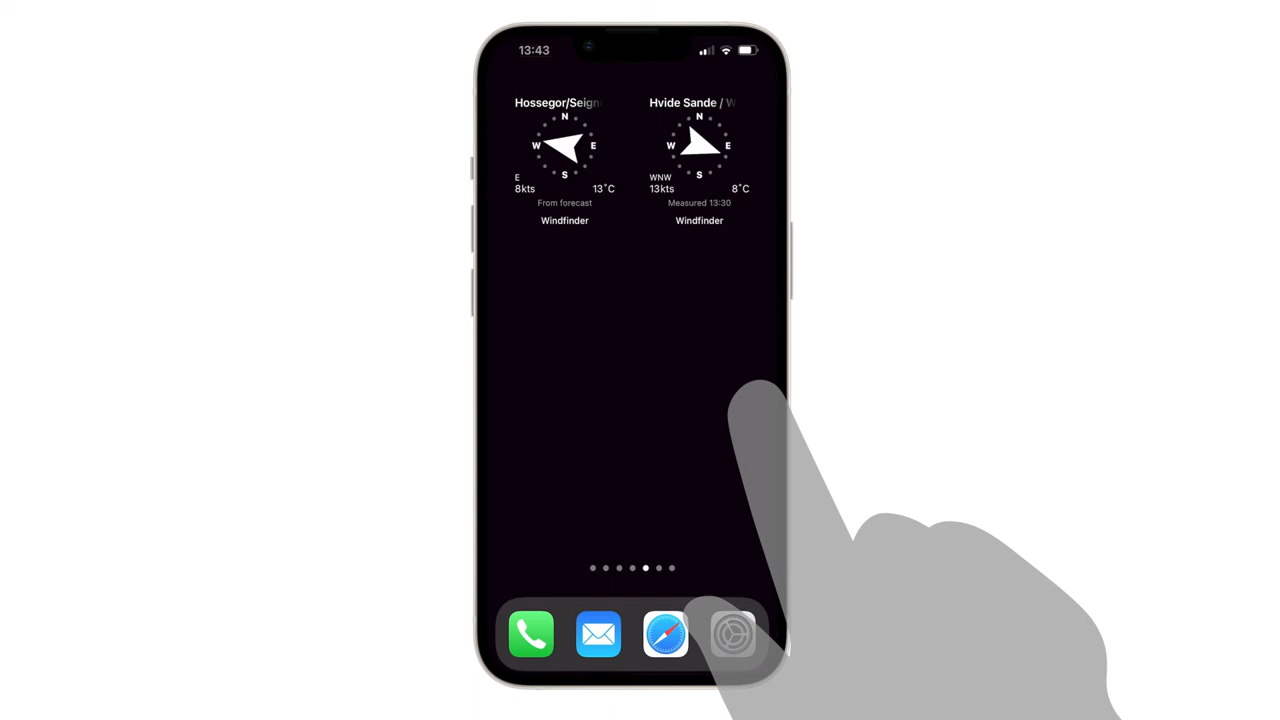 13:43
Hossegor/Seign
N
W
E
S
E
8kts
13°C
From forecast
Windfinder
Hvide Sande / W
N
W
E
S
WNW
13kts
8°C
Measured 13:30
Windfinder